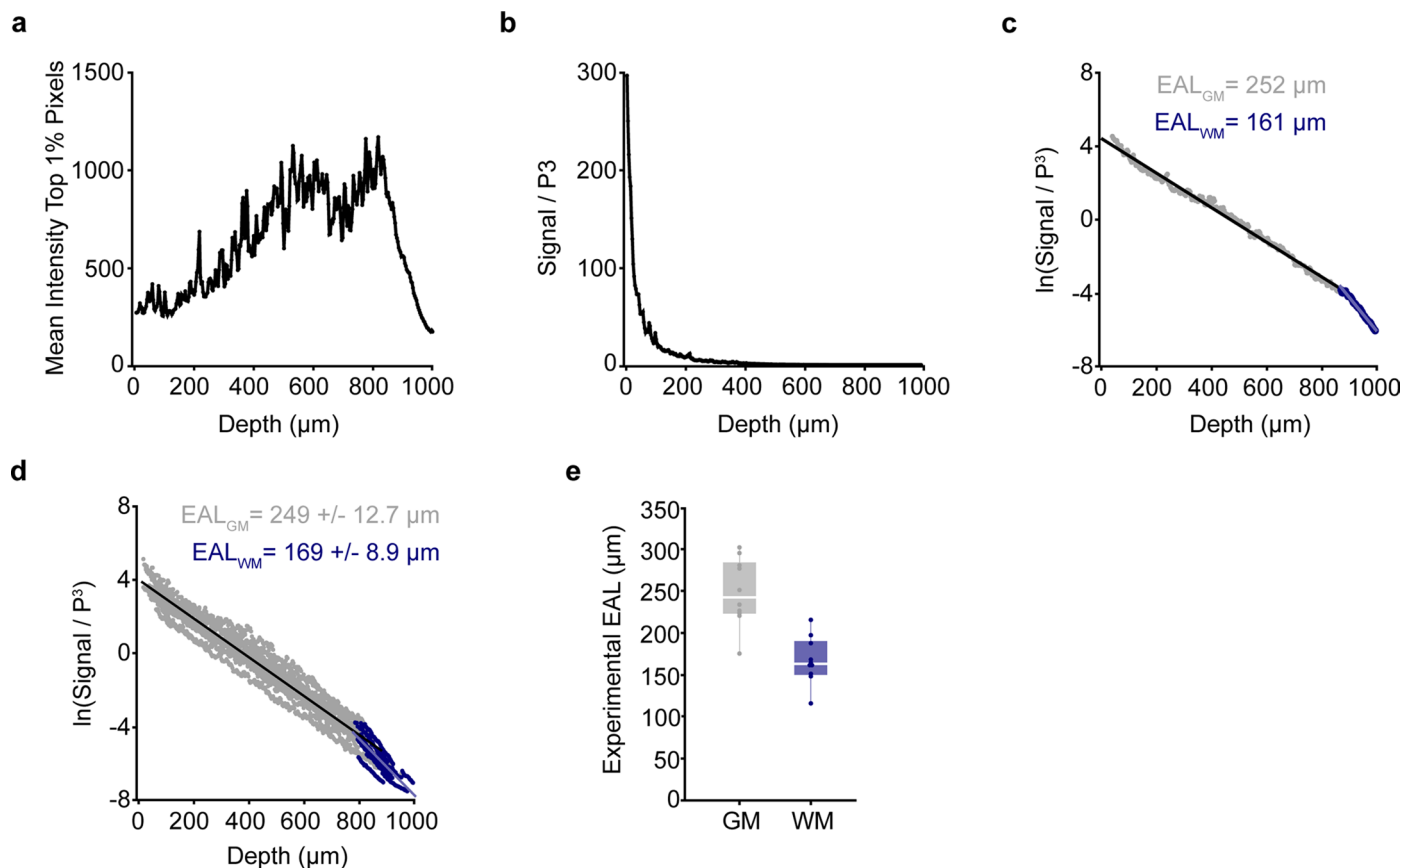 a
Mean Intensity Top 1% Pixels
1500
1000
500
0
0 200 400 600 800 1000
Depth (µm)
b
Signal / P3
300
200
100
0
0 200 400 600 800 1000
Depth (µm)
c
ln(Signal / P³)
8
4
0
-4
-8
EAL_GM= 252 µm
EAL_WM= 161 µm
0 200 400 600 800 1000
Depth (µm)
d
ln(Signal / P³)
8
4
0
-4
-8
EAL_GM= 249 +/- 12.7 µm
EAL_WM= 169 +/- 8.9 µm
0 200 400 600 800 1000
Depth (µm)
e
Experimental EAL (µm)
350
300
250
200
150
100
50
0
GM WM